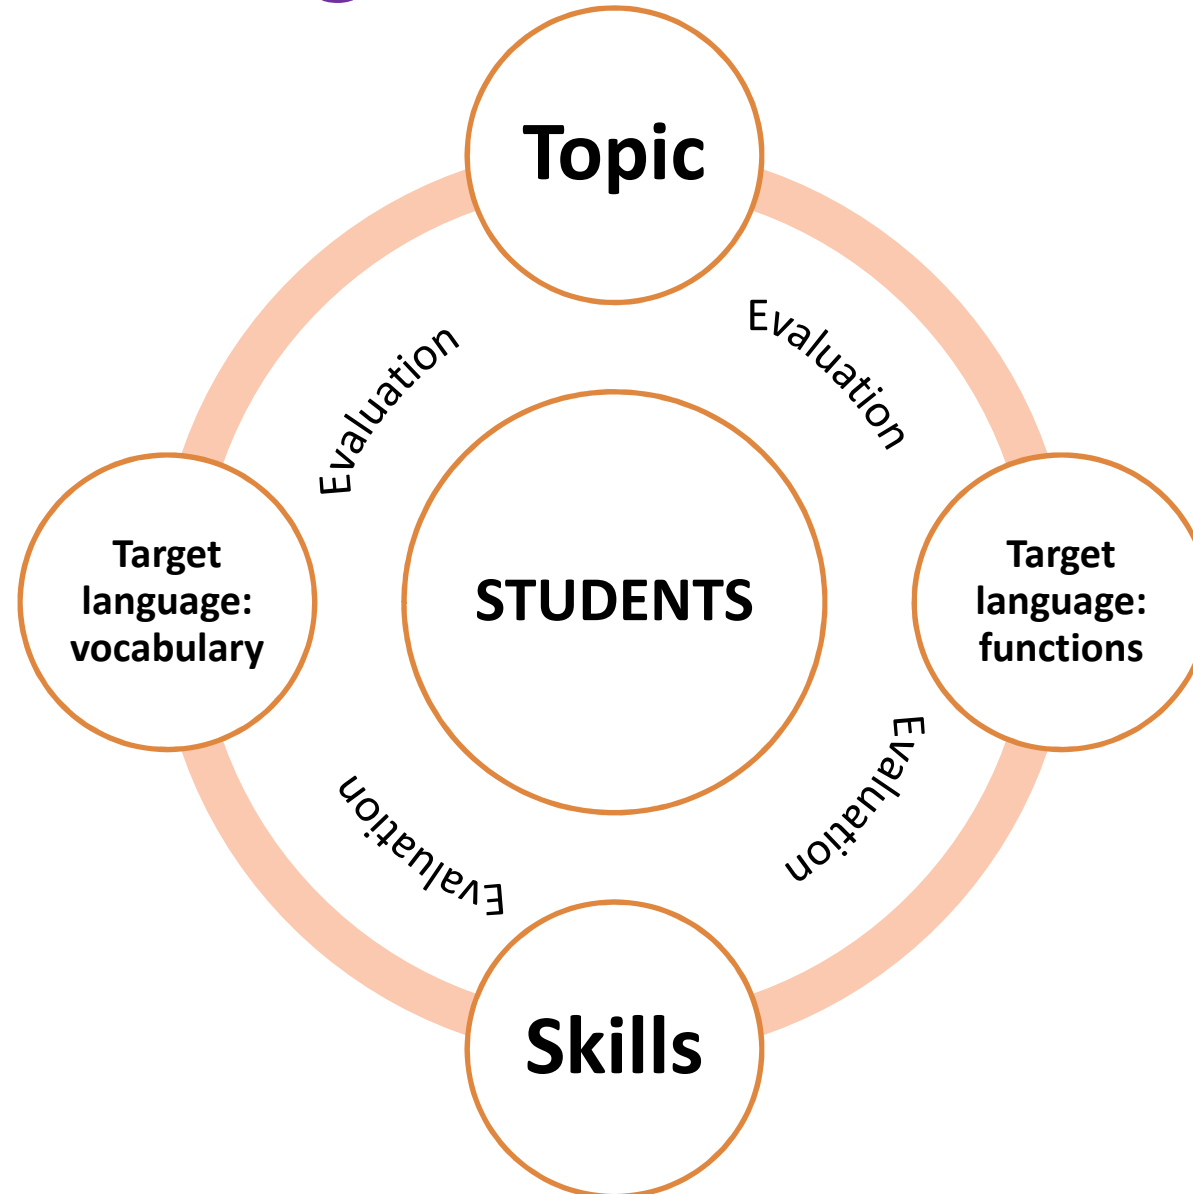 Topic
Evaluation
Evaluation
Target
language:
vocabulary
STUDENTS
Target
language:
functions
Evaluation
Evaluation
Skills